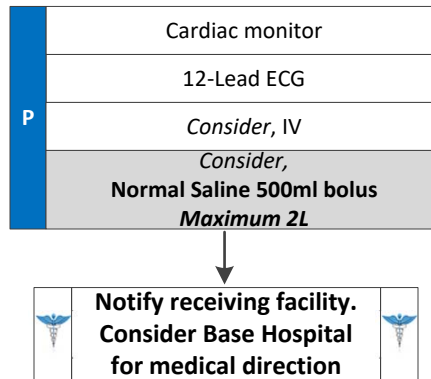 P
Cardiac monitor
12-Lead ECG
Consider, IV
Consider,
Normal Saline 500ml bolus
Maximum 2L
Notify receiving facility.
Consider Base Hospital
for medical direction